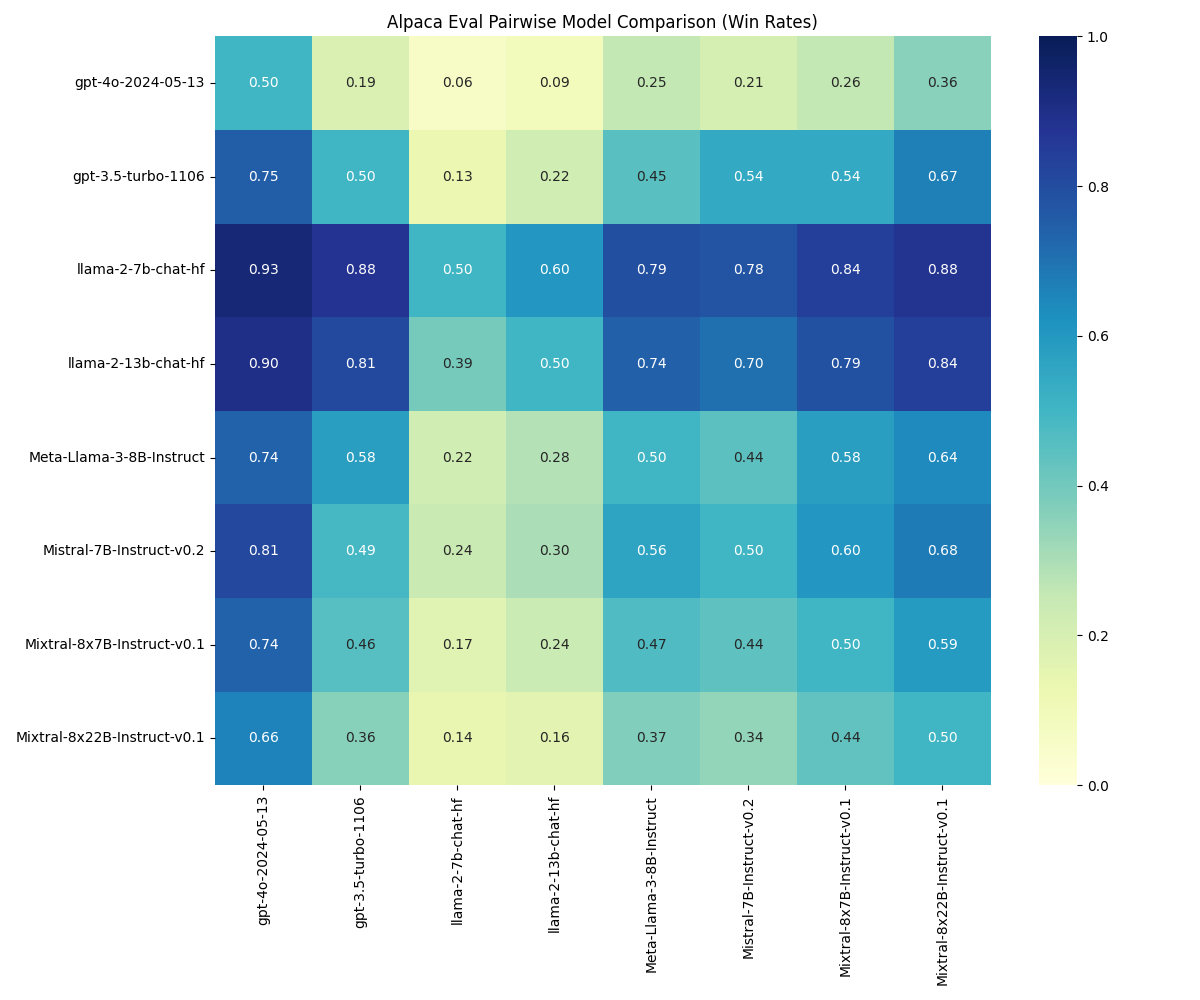 Alpaca Eval Pairwise Model Comparison (Win Rates)
gpt-4o-2024-05-13 0.50 0.19 0.06 0.09 0.25 0.21 0.26 0.36
gpt-3.5-turbo-1106 0.75 0.50 0.13 0.22 0.45 0.54 0.54 0.67
llama-2-7b-chat-hf 0.93 0.88 0.50 0.60 0.79 0.78 0.84 0.88
llama-2-13b-chat-hf 0.90 0.81 0.39 0.50 0.74 0.70 0.79 0.84
Meta-Llama-3-8B-Instruct 0.74 0.58 0.22 0.28 0.50 0.44 0.58 0.64
Mistral-7B-Instruct-v0.2 0.81 0.49 0.24 0.30 0.56 0.50 0.60 0.68
Mixtral-8x7B-Instruct-v0.1 0.74 0.46 0.17 0.24 0.47 0.44 0.50 0.59
Mixtral-8x22B-Instruct-v0.1 0.66 0.36 0.14 0.16 0.37 0.34 0.44 0.50
gpt-4o-2024-05-13
gpt-3.5-turbo-1106
llama-2-7b-chat-hf
llama-2-13b-chat-hf
Meta-Llama-3-8B-Instruct
Mistral-7B-Instruct-v0.2
Mixtral-8x7B-Instruct-v0.1
Mixtral-8x22B-Instruct-v0.1
1.0
0.8
0.6
0.4
0.2
0.0